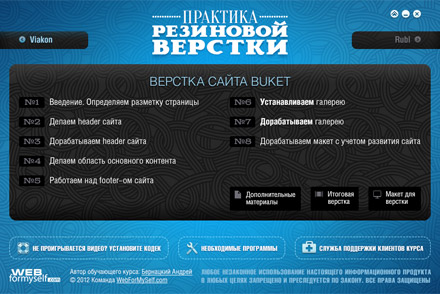 ПРАКТИКА
РЕЗИНОВОЙ
ВЕРСТКИ
Viakon
Rubl
ВЕРСТКА САЙТА BUKET
№1 Введение. Определяем разметку страницы
№2 Делаем header сайта
№3 Дорабатываем header сайта
№4 Делаем область основного контента
№5 Работаем над footer-ом сайта
№6 Устанавливаем галерею
№7 Дорабатываем галерею
№8 Дорабатываем макет с учетом развития сайта
Дополнительные материалы
Итоговая верстка
Макет для верстки
НЕ ПРОИГРЫВАЕТСЯ ВИДЕО? УСТАНОВИТЕ КОДЕК
НЕОБХОДИМЫЕ ПРОГРАММЫ
СЛУЖБА ПОДДЕРЖКИ КЛИЕНТОВ КУРСА
WEB
formyself.com
Автор обучающего курса: Бернацкий Андрей
© 2012 Команда WebForMySelf.com
ЛЮБОЕ НЕЗАКОННОЕ ИСПОЛЬЗОВАНИЕ НАСТОЯЩЕГО ИНФОРМАЦИОННОГО ПРОДУКТА
В ЛЮБЫХ ЦЕЛЯХ ЗАПРЕЩЕНО И ПРЕСЛЕДУЕТСЯ ПО ЗАКОНУ. ВСЕ ПРАВА ЗАЩИЩЕНЫ